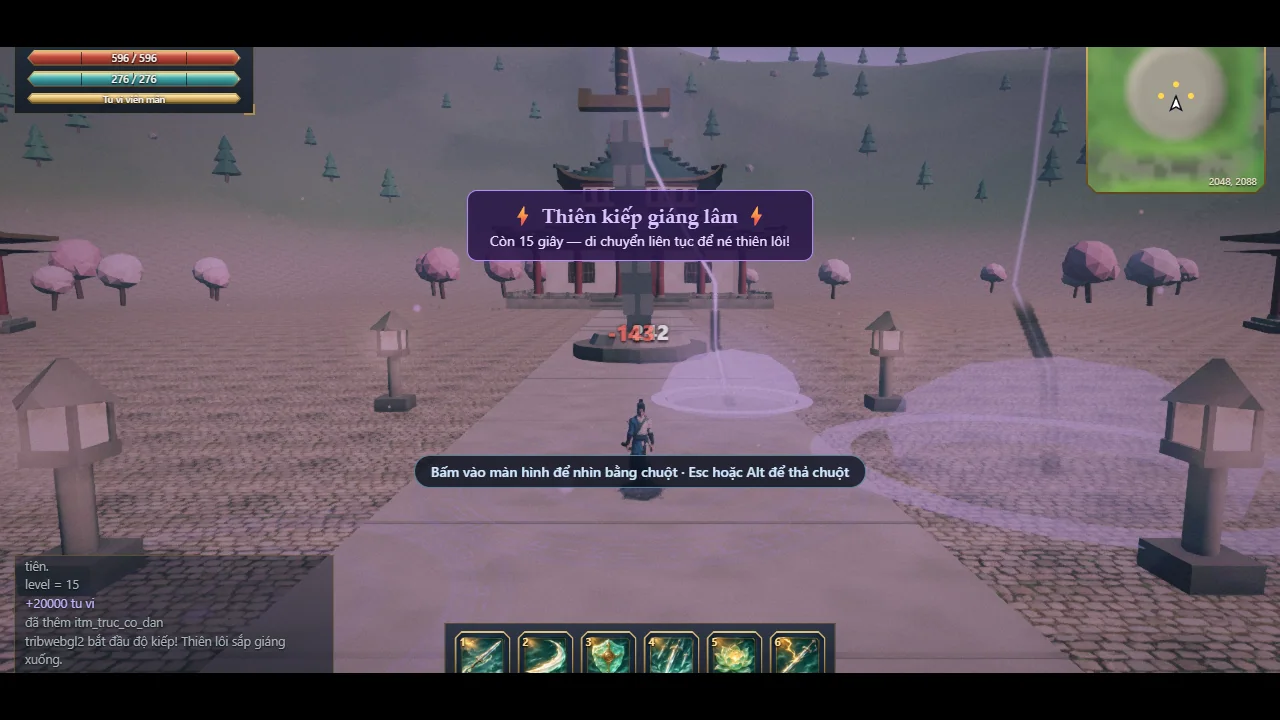 596 / 596
276 / 276
Tu vi viên mãn
2048, 2088
Thiên kiếp giáng lâm
Còn 15 giây — di chuyển liên tục để né thiên lôi!
Bấm vào màn hình để nhìn bằng chuột · Esc hoặc Alt để thả chuột
tiên.
level = 15
+20000 tu vi
đã thêm itm_truc_co_dan
tribwebgl2 bắt đầu độ kiếp! Thiên lôi sắp giáng
xuống.
1 2 3 4 5 6